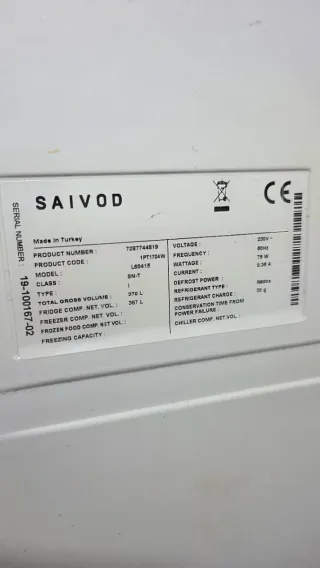 SAIVOD
CE
Made in Turkey
PRODUCT NUMBER : 7287744819
PRODUCT CODE : 1PT1704W
MODEL : L60415
CLASS : SN-T
TYPE : I
TOTAL GROSS VOLUME : 370 L
FRIDGE COMP. NET VOL. : 367 L
FREEZER COMP. NET VOL. :
FROZEN FOOD COMP. NET VOL. :
FREEZING CAPACITY :
VOLTAGE : 230V ~
FREQUENCY : 50Hz
WATTAGE : 75 W
CURRENT : 0,35 A
DEFROST POWER :
REFRIGERANT TYPE : R600a
REFRIGERANT CHARGE : 30 g
CONSERVATION TIME FROM
POWER FAILURE :
CHILLER COMP. NET VOL. :
SERIAL NUMBER : 19-100167-02